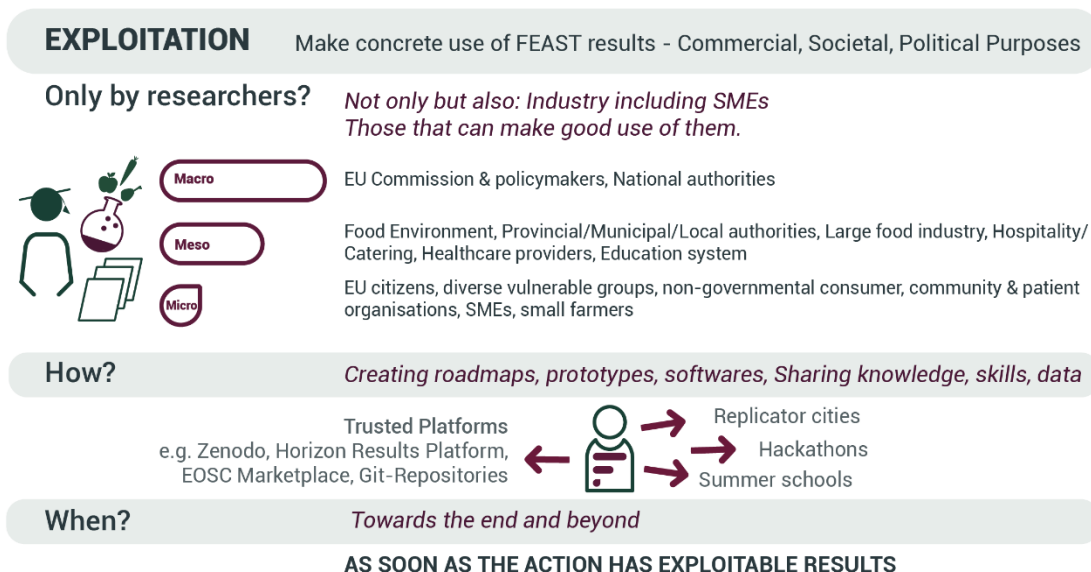 EXPLOITATION Make concrete use of FEAST results - Commercial, Societal, Political Purposes
Only by researchers?
Not only but also: Industry including SMEs
Those that can make good use of them.
Macro
EU Commission & policymakers, National authorities
Meso
Food Environment, Provincial/Municipal/Local authorities, Large food industry, Hospitality/
Catering, Healthcare providers, Education system
Micro
EU citizens, diverse vulnerable groups, non-governmental consumer, community & patient
organisations, SMEs, small farmers
How?
Creating roadmaps, prototypes, softwares, Sharing knowledge, skills, data
Trusted Platforms
e.g. Zenodo, Horizon Results Platform,
EOSC Marketplace, Git-Repositories
Replicator cities
Hackathons
Summer schools
When?
Towards the end and beyond
AS SOON AS THE ACTION HAS EXPLOITABLE RESULTS